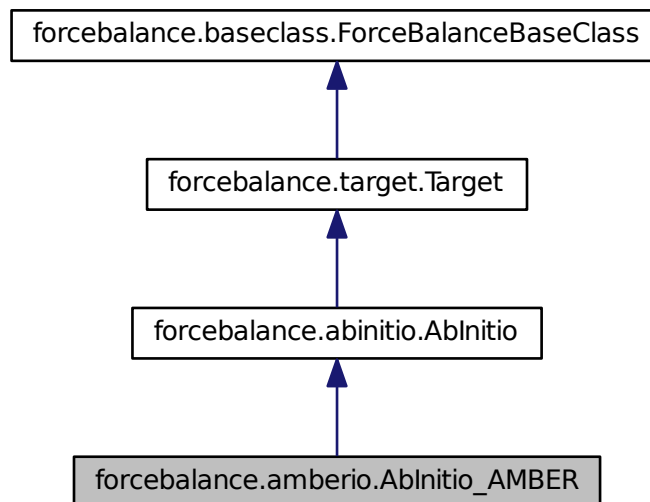 forcebalance.baseclass.ForceBalanceBaseClass
forcebalance.target.Target
forcebalance.abinitio.AbInitio
forcebalance.amberio.AbInitio_AMBER